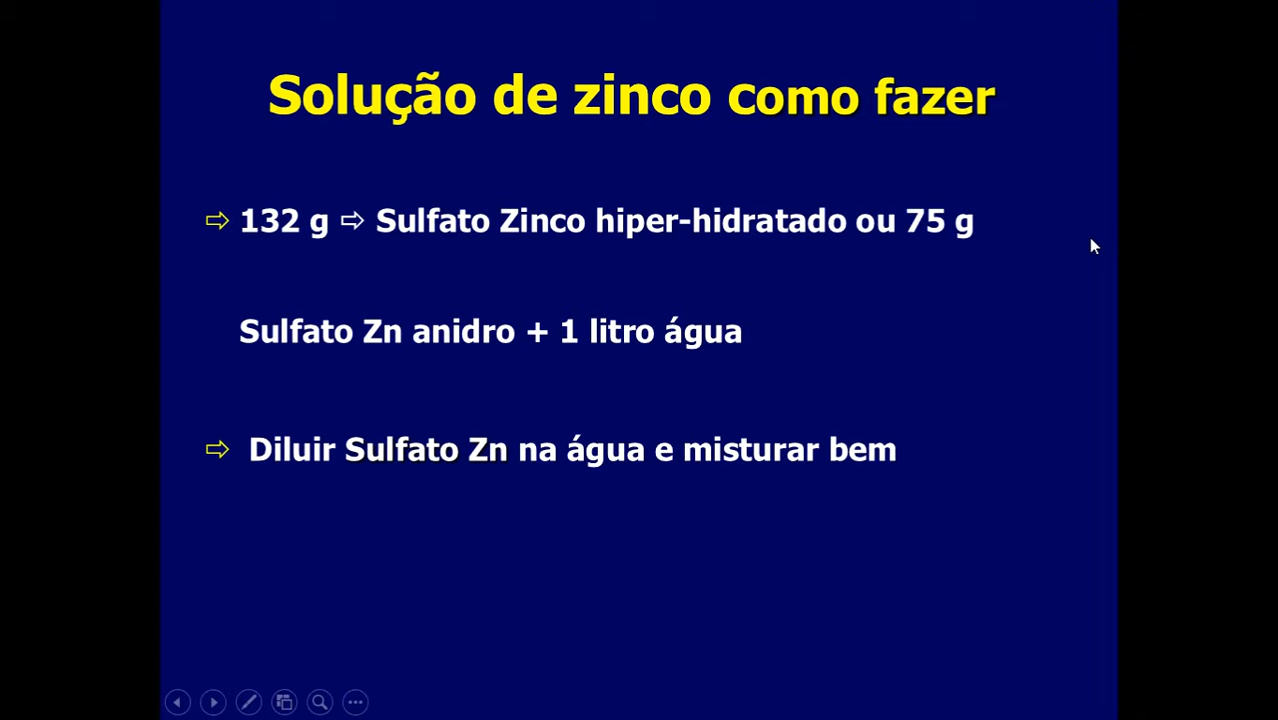 Solução de zinco como fazer
⇨ 132 g ⇨ Sulfato Zinco hiper-hidratado ou 75 g
Sulfato Zn anidro + 1 litro água
⇨ Diluir Sulfato Zn na água e misturar bem